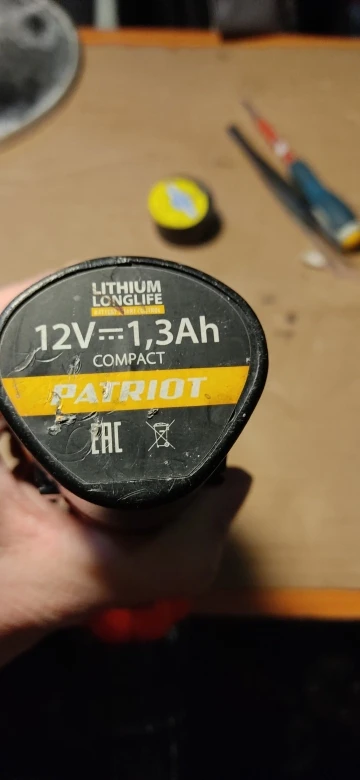 LITHIUM
LONGLIFE
12V⎓1,3Ah
COMPACT
PATRIOT
EAC